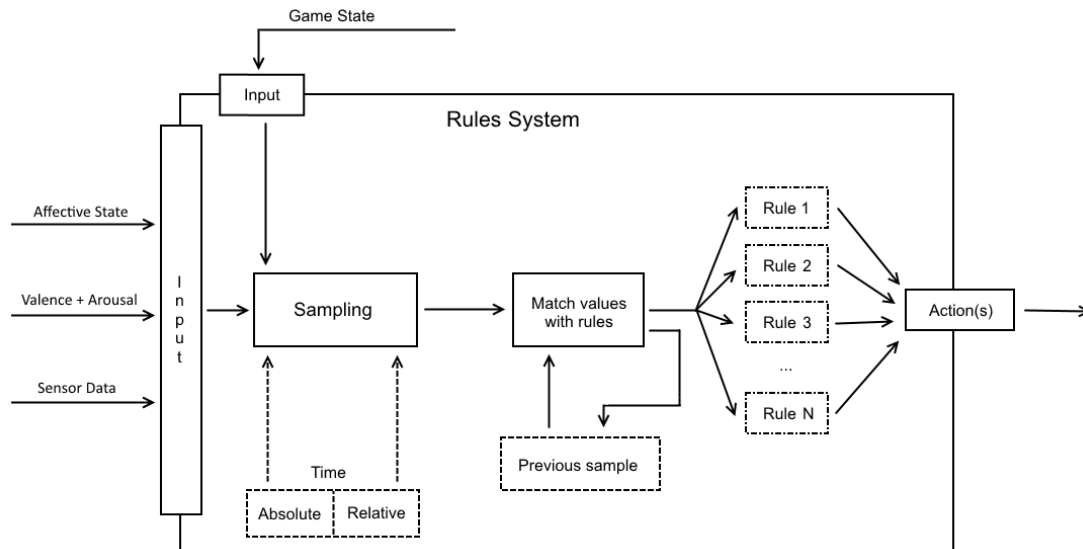 Game State
Input
Rules System
Affective State
Valence + Arousal
Sensor Data
Input
Sampling
Time
Absolute
Relative
Match values
with rules
Previous sample
Rule 1
Rule 2
Rule 3
...
Rule N
Action(s)